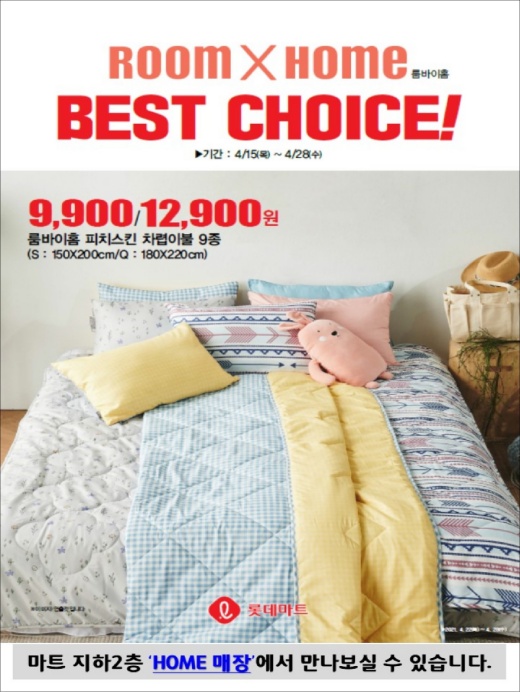 ROOM X HOME 룸바이홈
BEST CHOICE!
▶기간 : 4/15(목) ~ 4/28(수)
9,900/12,900원
룸바이홈 피치스킨 차렵이불 9종
(S : 150X200cm/Q : 180X220cm)
롯데마트
마트 지하2층 'HOME 매장'에서 만나보실 수 있습니다.